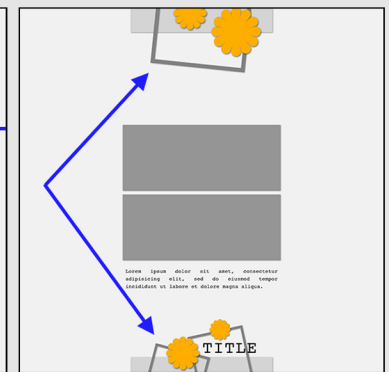 Lorem ipsum dolor sit amet, consectetur
adipisicing elit, sed do eiusmod tempor
incididunt ut labore et dolore magna aliqua.
TITLE